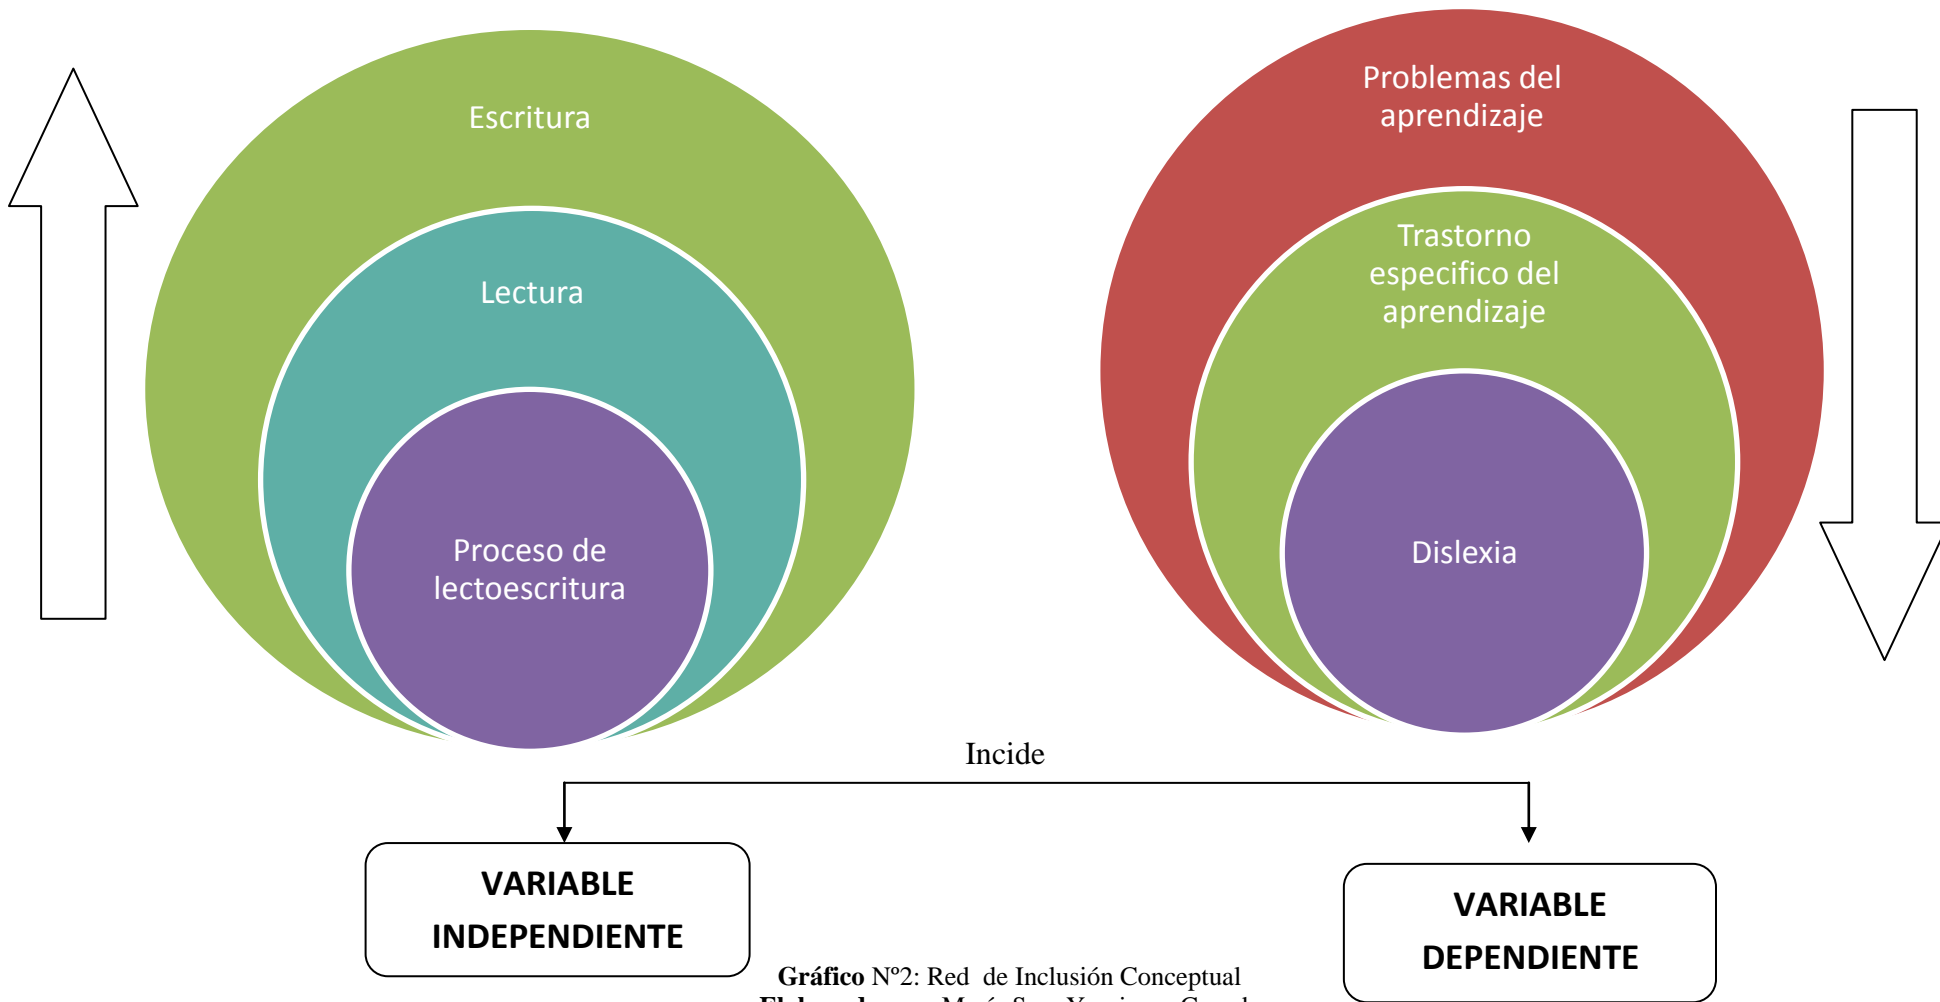 Escritura
Lectura
Proceso de
lectoescritura
Problemas del
aprendizaje
Trastorno
especifico del
aprendizaje
Dislexia
Incide
VARIABLE
INDEPENDIENTE
VARIABLE
DEPENDIENTE
Gráfico Nº2: Red de Inclusión Conceptual